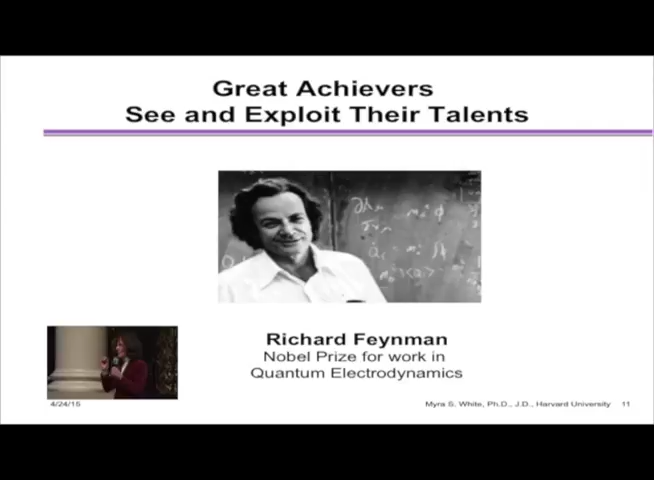 Great Achievers
See and Exploit Their Talents
Richard Feynman
Nobel Prize for work in
Quantum Electrodynamics
4/24/15
Myra S. White, Ph.D., J.D., Harvard University 11